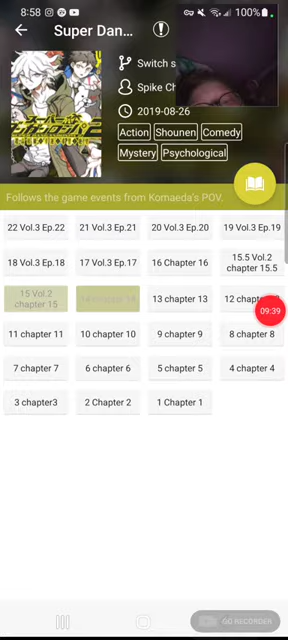 8:58 100%
Super Dan...
Switch s
Spike Ch
2019-08-26
Action Shounen Comedy
Mystery Psychological
Follows the game events from Komaeda's POV.
22 Vol.3 Ep.22 21 Vol.3 Ep.21 20 Vol.3 Ep.20 19 Vol.3 Ep.19
18 Vol.3 Ep.18 17 Vol.3 Ep.17 16 Chapter 16 15.5 Vol.2
chapter 15.5
15 Vol.2
chapter 15 14 chapter 14 13 chapter 13 12
09:39
11 chapter 11 10 chapter 10 9 chapter 9 8 chapter 8
7 chapter 7 6 chapter 6 5 chapter 5 4 chapter 4
3 chapter3 2 Chapter 2 1 Chapter 1
GO RECORDER